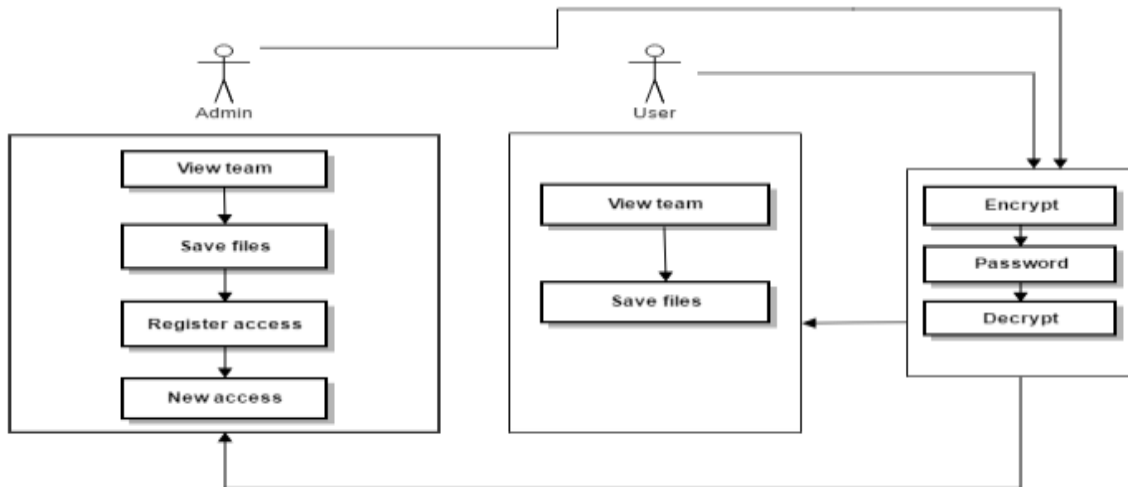 Admin
User
View team
Save files
Register access
New access
View team
Save files
Encrypt
Password
Decrypt